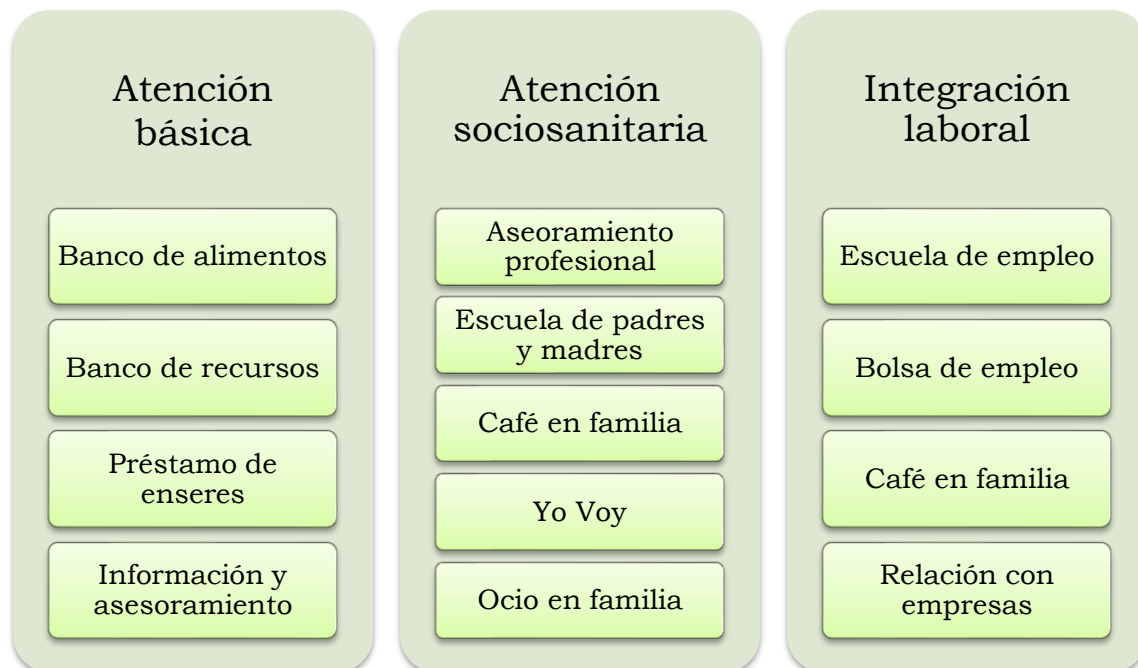 Atención
básica
Banco de alimentos
Banco de recursos
Préstamo de
enseres
Información y
asesoramiento
Atención
sociosanitaria
Aseoramiento
profesional
Escuela de padres
y madres
Café en familia
Yo Voy
Ocio en familia
Integración
laboral
Escuela de empleo
Bolsa de empleo
Café en familia
Relación con
empresas